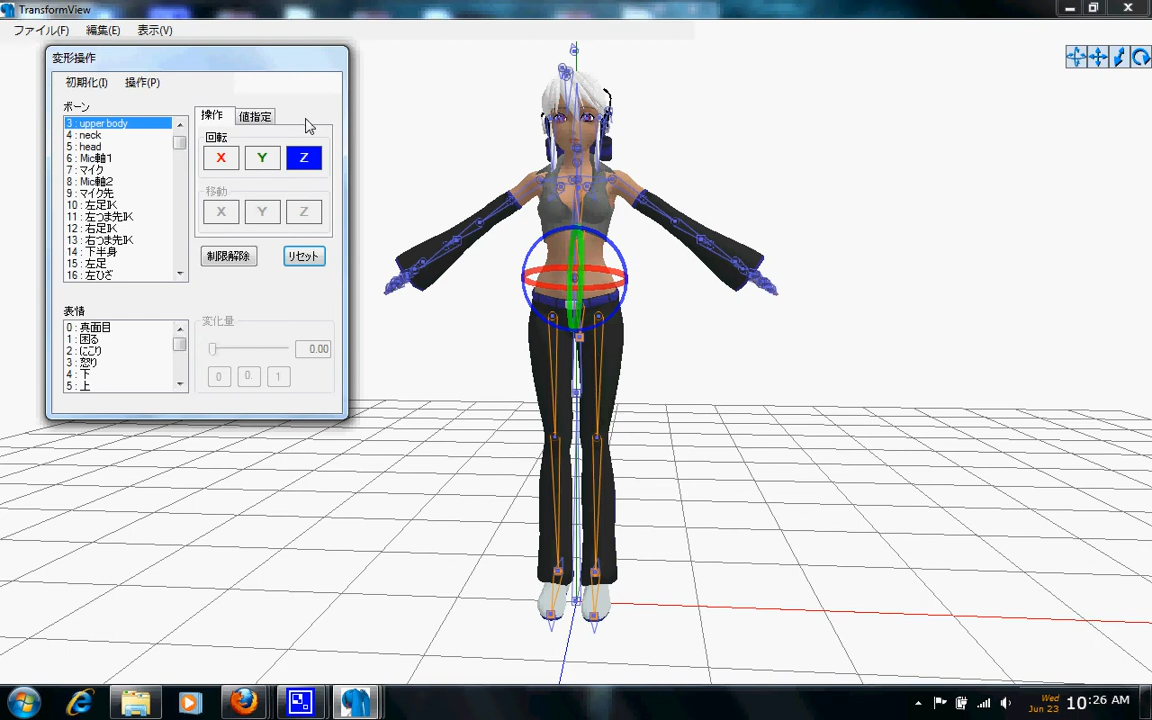 TransformView
ファイル(F) 編集(E) 表示(V)
変形操作
初期化(I) 操作(P)
ボーン
3 : upper body
4 : neck
5 : head
6 : Mic軸1
7 : マイク
8 : Mic軸2
9 : マイク先
10 : 左足IK
11 : 左つま先IK
12 : 右足IK
13 : 右つま先IK
14 : 下半身
15 : 左足
16 : 左ひざ
操作 値指定
回転
X Y Z
移動
X Y Z
制限解除 リセット
表情
0 : 真面目
1 : 困る
2 : にこり
3 : 怒り
4 : 下
5 : 上
変化量
0.00
0 0. 1
Wed
Jun 23
10:26 AM